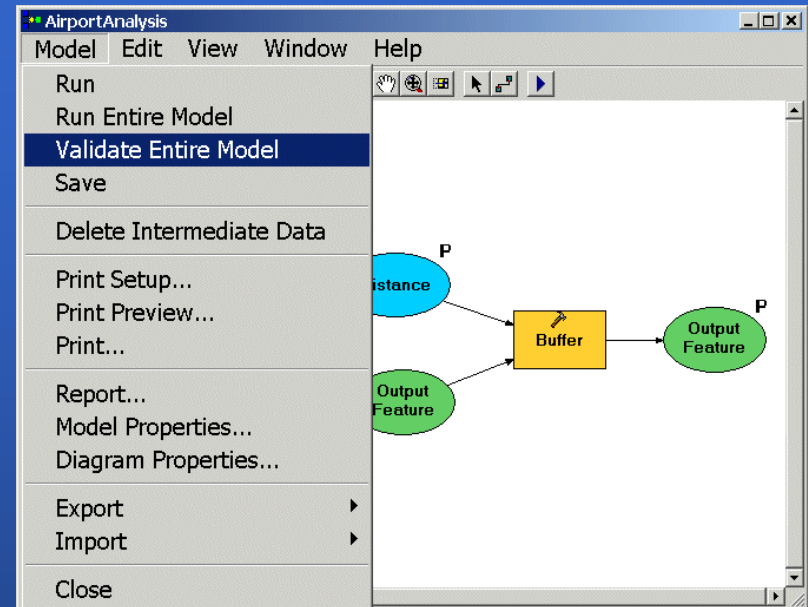 AirportAnalysis
Model Edit View Window Help
Run
Run Entire Model
Validate Entire Model
Save
Delete Intermediate Data
Print Setup...
Print Preview...
Print...
Report...
Model Properties...
Diagram Properties...
Export
Import
Close
P
istance
Buffer
P
Output
Feature
Output
Feature